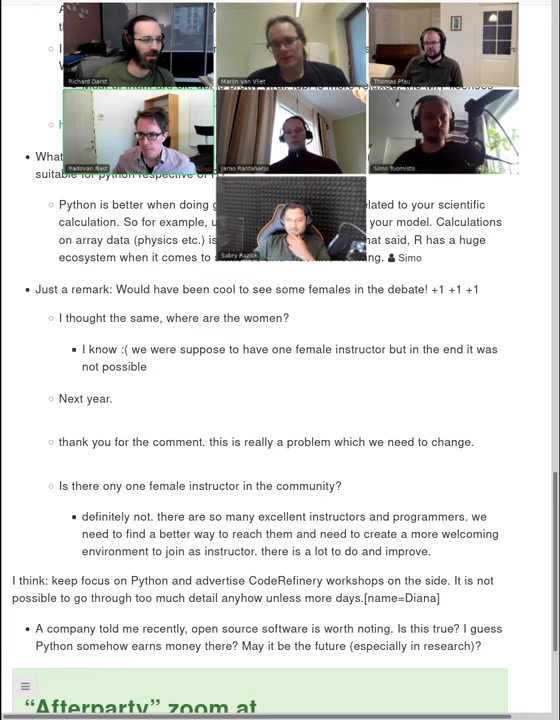 A
th
I
W
Richard Darst
Marijn van Vliet
Thomas Pfau
h
Radovan Bast
Jarno Rantaharju
Simo Tuomisto
What
suitable for python respective or
Python is better when doing g elated to your scientific
calculation. So for example, u your model. Calculations
on array data (physics etc.) is hat said, R has a huge
ecosystem when it comes to ing. Simo
Sabry Razick
Just a remark: Would have been cool to see some females in the debate! +1 +1 +1
I thought the same, where are the women?
I know :( we were suppose to have one female instructor but in the end it was
not possible
Next year.
thank you for the comment. this is really a problem which we need to change.
Is there ony one female instructor in the community?
definitely not. there are so many excellent instructors and programmers. we
need to find a better way to reach them and need to create a more welcoming
environment to join as instructor. there is a lot to do and improve.
I think: keep focus on Python and advertise CodeRefinery workshops on the side. It is not
possible to go through too much detail anyhow unless more days.[name=Diana]
A company told me recently, open source software is worth noting. Is this true? I guess
Python somehow earns money there? May it be the future (especially in research)?
“Afterparty” zoom at